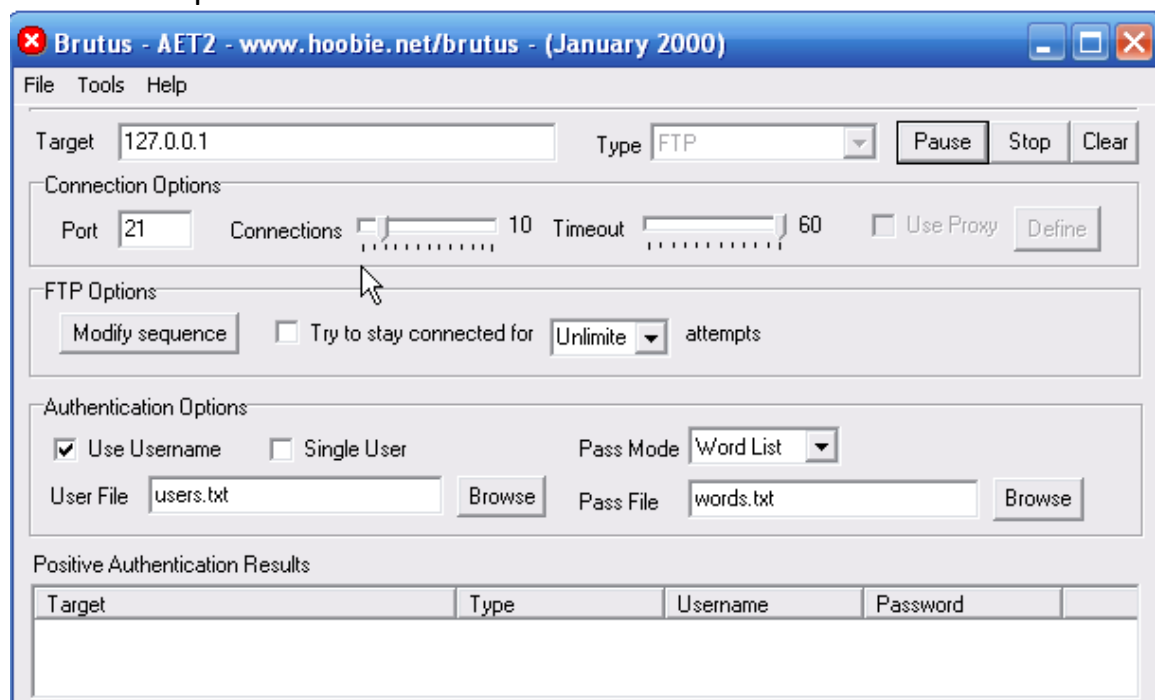 Brutus - AET2 - www.hoobie.net/brutus - (January 2000)
File Tools Help
Target 127.0.0.1 Type FTP Pause Stop Clear
Connection Options
Port 21 Connections 10 Timeout 60 Use Proxy Define
FTP Options
Modify sequence Try to stay connected for Unlimite attempts
Authentication Options
Use Username Single User Pass Mode Word List
User File users.txt Browse Pass File words.txt Browse
Positive Authentication Results
Target Type Username Password